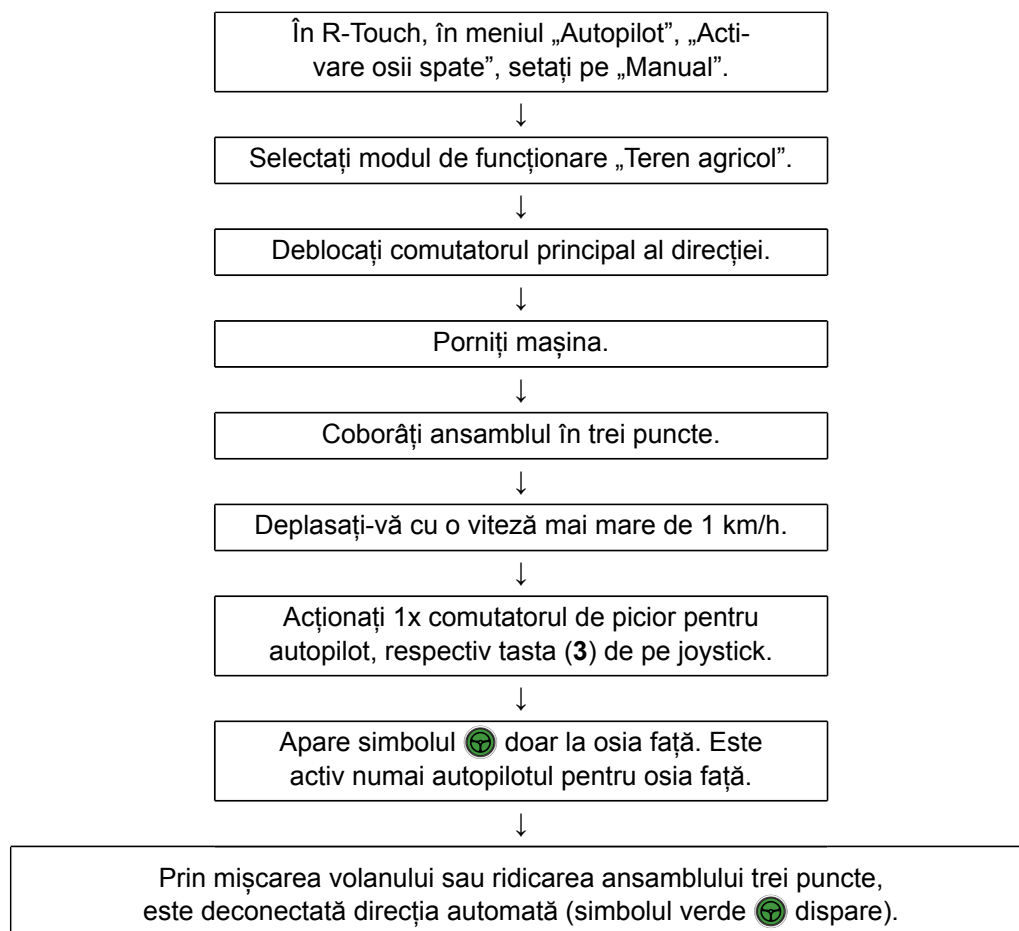 În R-Touch, în meniul „Autopilot”, „Acti-
vare osii spate”, setați pe „Manual”.
↓
Selectați modul de funcționare „Teren agricol”.
↓
Deblocați comutatorul principal al direcției.
↓
Porniți mașina.
↓
Coborâți ansamblul în trei puncte.
↓
Deplasați-vă cu o viteză mai mare de 1 km/h.
↓
Acționați 1x comutatorul de picior pentru
autopilot, respectiv tasta (3) de pe joystick.
↓
Apare simbolul doar la osia față. Este
activ numai autopilotul pentru osia față.
↓
Prin mișcarea volanului sau ridicarea ansamblului trei puncte,
este deconectată direcția automată (simbolul verde dispare).